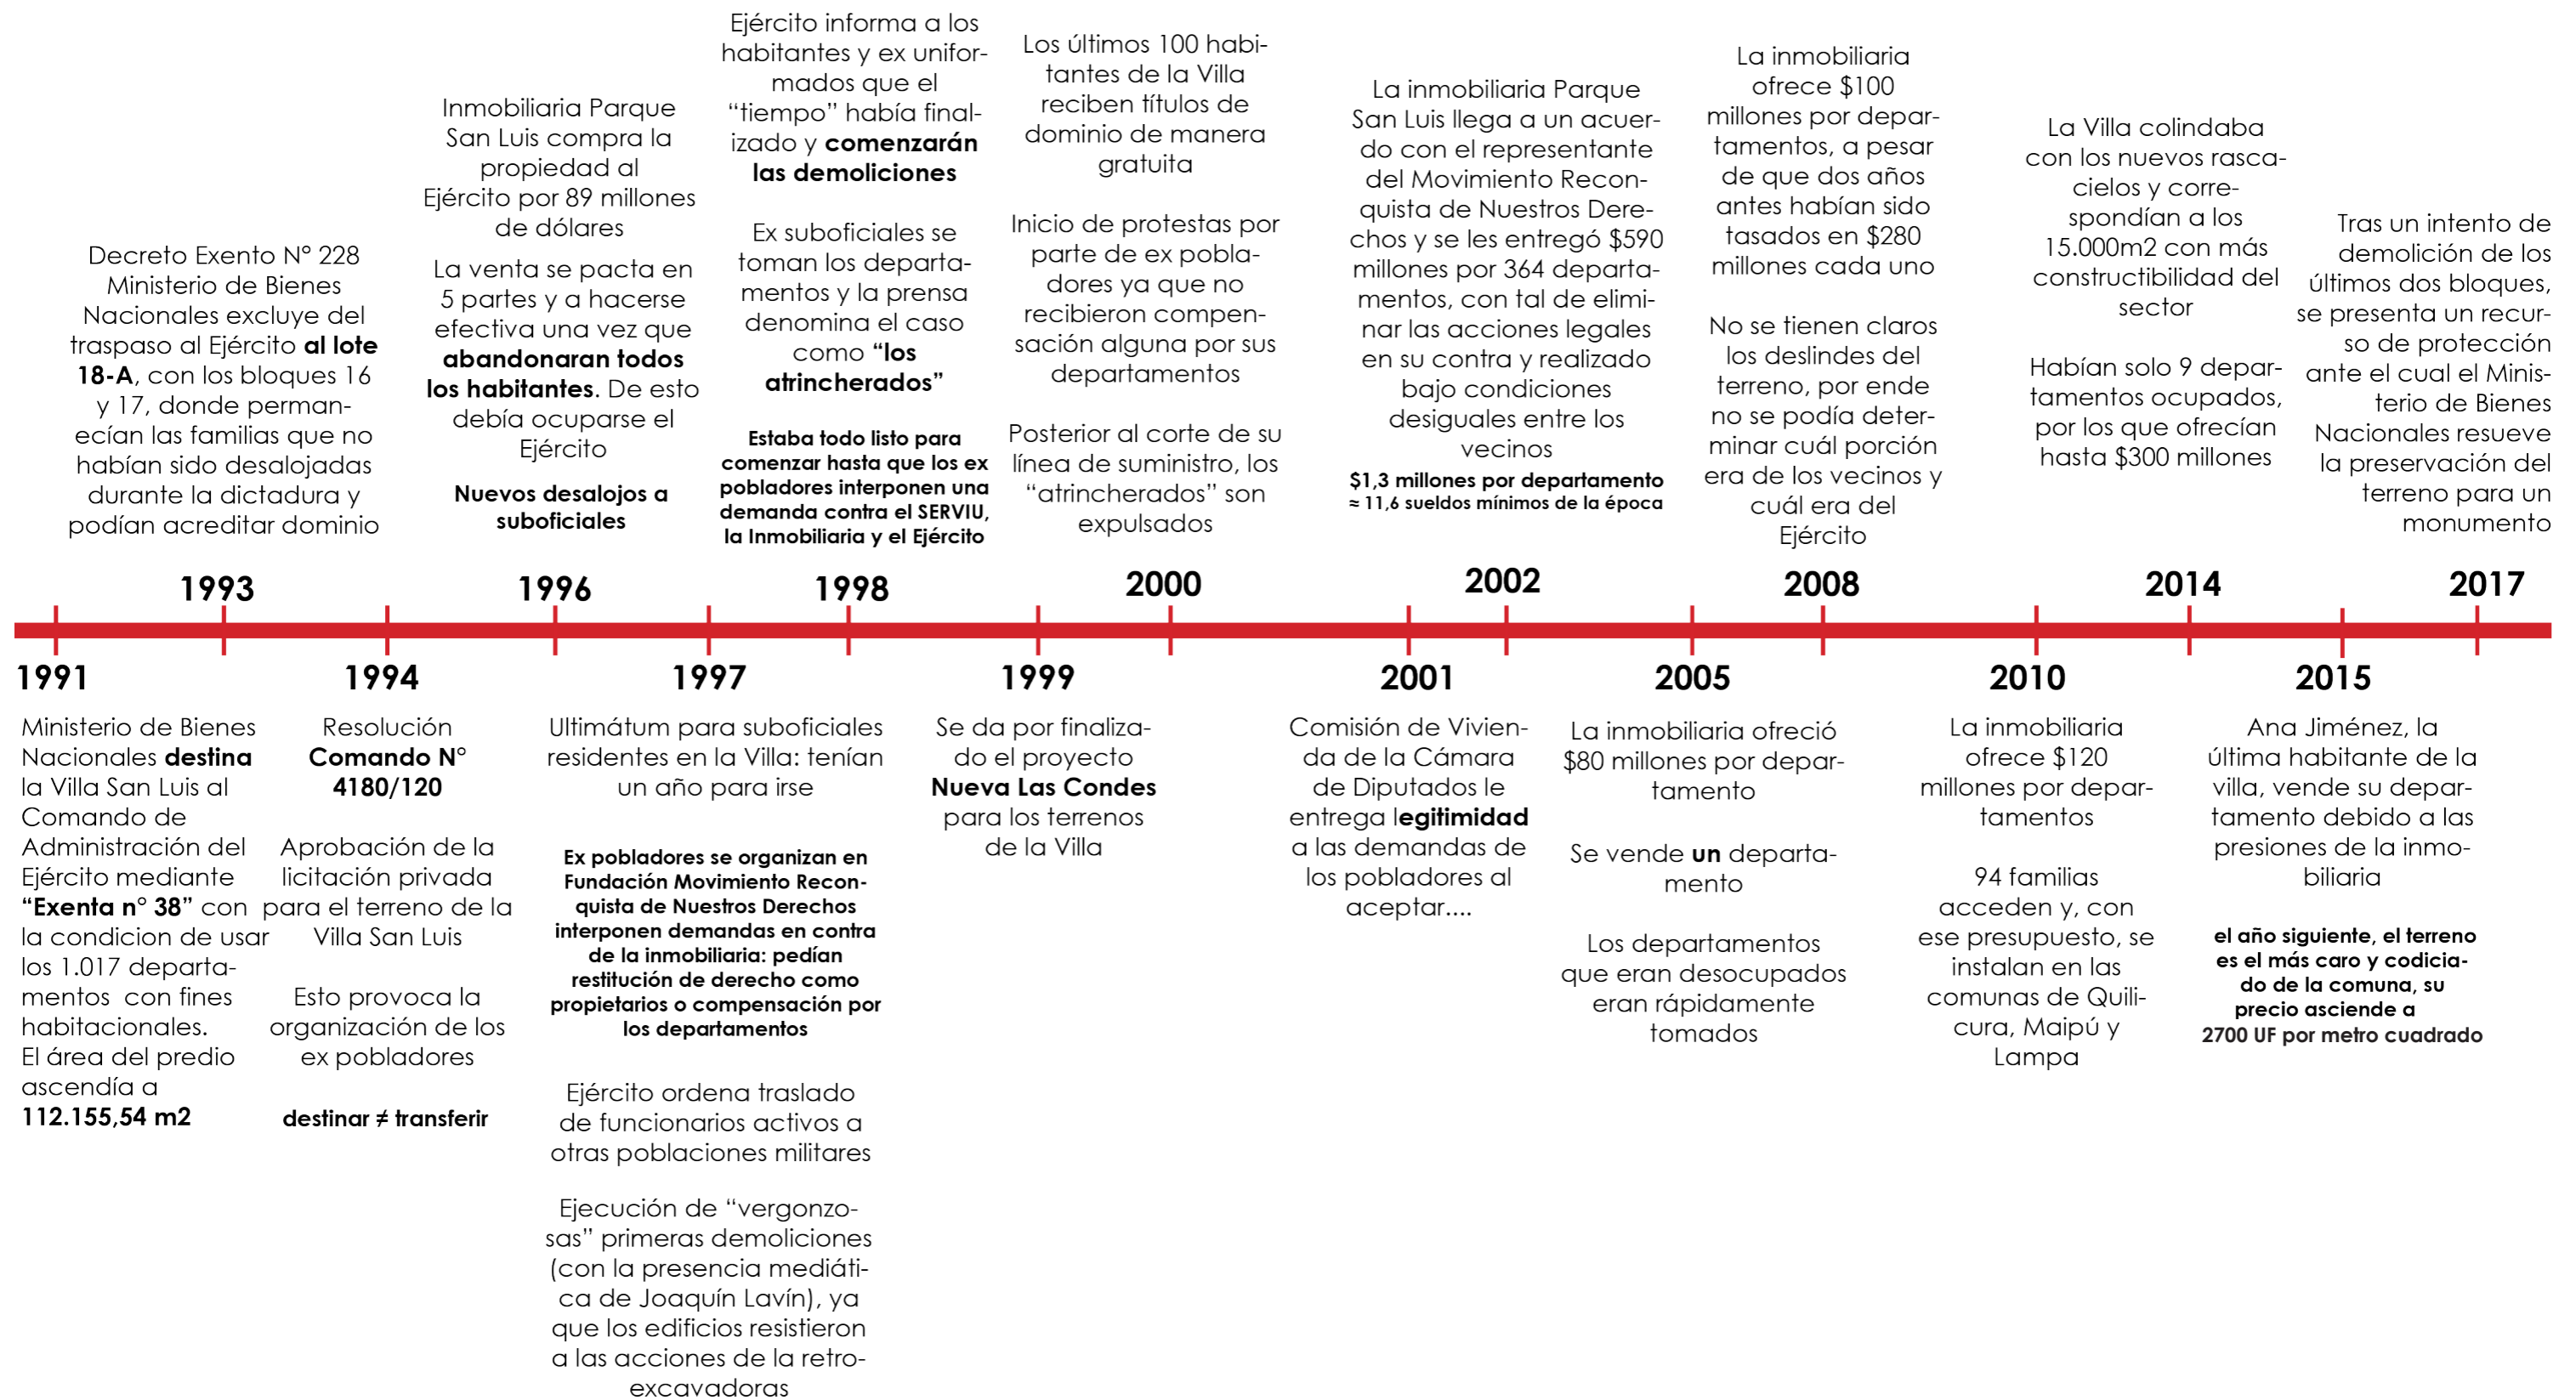 Decreto Exento N° 228
Ministerio de Bienes
Nacionales excluye del
traspaso al Ejército al lote
18-A, con los bloques 16
y 17, donde perman-
ecían las familias que no
habían sido desalojadas
durante la dictadura y
podían acreditar dominio
Inmobiliaria Parque
San Luis compra la
propiedad al
Ejército por 89 millones
de dólares
La venta se pacta en
5 partes y a hacerse
efectiva una vez que
abandonaran todos
los habitantes. De esto
debía ocuparse el
Ejército
Nuevos desalojos a
suboficiales
Ejército informa a los
habitantes y ex unifor-
mados que el
“tiempo” había final-
izado y comenzarán
las demoliciones
Ex suboficiales se
toman los departa-
mentos y la prensa
denomina el caso
como “los
atrincherados”
Estaba todo listo para
comenzar hasta que los ex
pobladores interponen una
demanda contra el SERVIU,
la Inmobiliaria y el Ejército
Los últimos 100 habi-
tantes de la Villa
reciben títulos de
dominio de manera
gratuita
Inicio de protestas por
parte de ex pobla-
dores ya que no
recibieron compen-
sación alguna por sus
departamentos
Posterior al corte de su
línea de suministro, los
“atrincherados” son
expulsados
La inmobiliaria Parque
San Luis llega a un acuer-
do con el representante
del Movimiento Recon-
quista de Nuestros Dere-
chos y se les entregó $590
millones por 364 departa-
mentos, con tal de elimi-
nar las acciones legales
en su contra y realizado
bajo condiciones
desiguales entre los
vecinos
$1,3 millones por departamento
≈ 11,6 sueldos mínimos de la época
La inmobiliaria
ofrece $100
millones por depar-
tamentos, a pesar
de que dos años
antes habían sido
tasados en $280
millones cada uno
No se tienen claros
los deslindes del
terreno, por ende
no se podía deter-
minar cuál porción
era de los vecinos y
cuál era del
Ejército
La Villa colindaba
con los nuevos rasca-
cielos y corre-
spondían a los
15.000m2 con más
constructibilidad del
sector
Habían solo 9 depar-
tamentos ocupados,
por los que ofrecían
hasta $300 millones
Tras un intento de
demolición de los
últimos dos bloques,
se presenta un recur-
so de protección
ante el cual el Minis-
terio de Bienes
Nacionales resueve
la preservación del
terreno para un
monumento
1993
1996
1998
2000
2002
2008
2014
2017
1991
1994
1997
1999
2001
2005
2010
2015
Ministerio de Bienes
Nacionales destina
la Villa San Luis al
Comando de
Administración del
Ejército mediante
“Exenta n° 38” con
la condicion de usar
los 1.017 departa-
mentos con fines
habitacionales.
El área del predio
ascendía a
112.155,54 m2
Resolución
Comando N°
4180/120
Aprobación de la
licitación privada
para el terreno de la
Villa San Luis
Esto provoca la
organización de los
ex pobladores
destinar ≠ transferir
Ultimátum para suboficiales
residentes en la Villa: tenían
un año para irse
Ex pobladores se organizan en
Fundación Movimiento Recon-
quista de Nuestros Derechos
interponen demandas en contra
de la inmobiliaria: pedían
restitución de derecho como
propietarios o compensación por
los departamentos
Ejército ordena traslado
de funcionarios activos a
otras poblaciones militares
Ejecución de “vergonzo-
sas” primeras demoliciones
(con la presencia mediáti-
ca de Joaquín Lavín), ya
que los edificios resistieron
a las acciones de la retro-
excavadoras
Se da por finaliza-
do el proyecto
Nueva Las Condes
para los terrenos
de la Villa
Comisión de Vivien-
da de la Cámara
de Diputados le
entrega legitimidad
a las demandas de
los pobladores al
aceptar....
La inmobiliaria ofreció
$80 millones por depar-
tamento
Se vende un departa-
mento
Los departamentos
que eran desocupados
eran rápidamente
tomados
La inmobiliaria
ofrece $120
millones por depar-
tamentos
94 familias
acceden y, con
ese presupuesto, se
instalan en las
comunas de Quili-
cura, Maipú y
Lampa
Ana Jiménez, la
última habitante de la
villa, vende su depar-
tamento debido a las
presiones de la inmo-
biliaria
el año siguiente, el terreno
es el más caro y codicia-
do de la comuna, su
precio asciende a
2700 UF por metro cuadrado